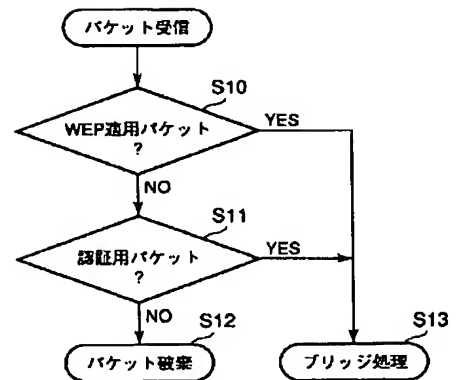 パケット受信
S10
WEP適用パケット
?
YES
NO
S11
認証用パケット
?
YES
NO
S12
パケット破棄
S13
ブリッジ処理